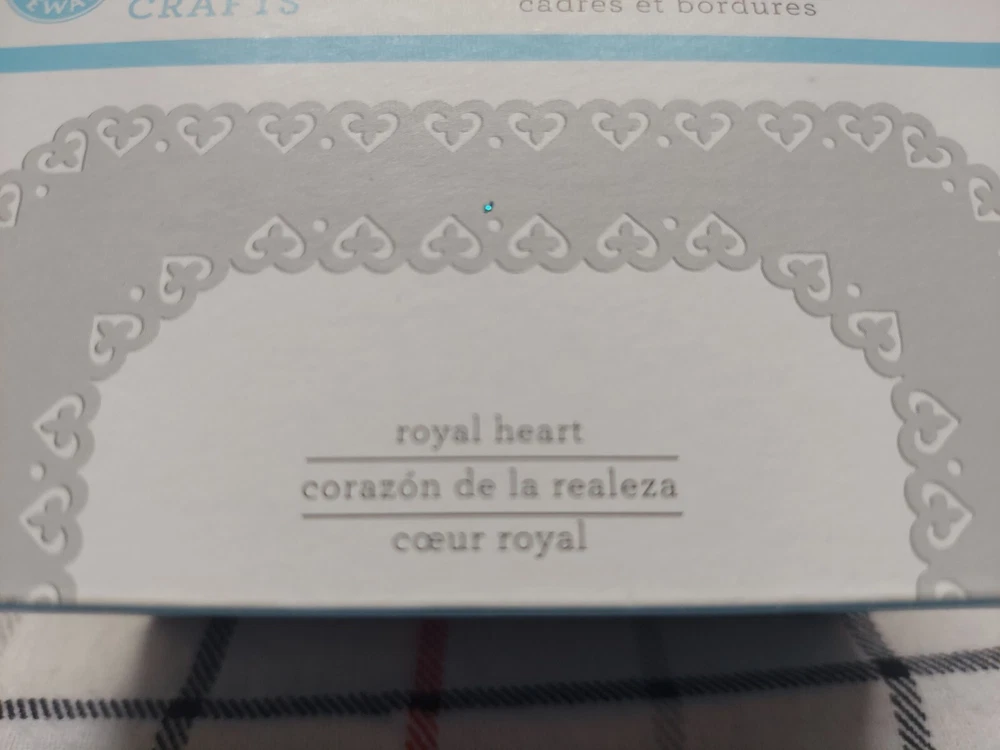 CRAFTS
cadres et bordures
royal heart
corazón de la realeza
cœur royal